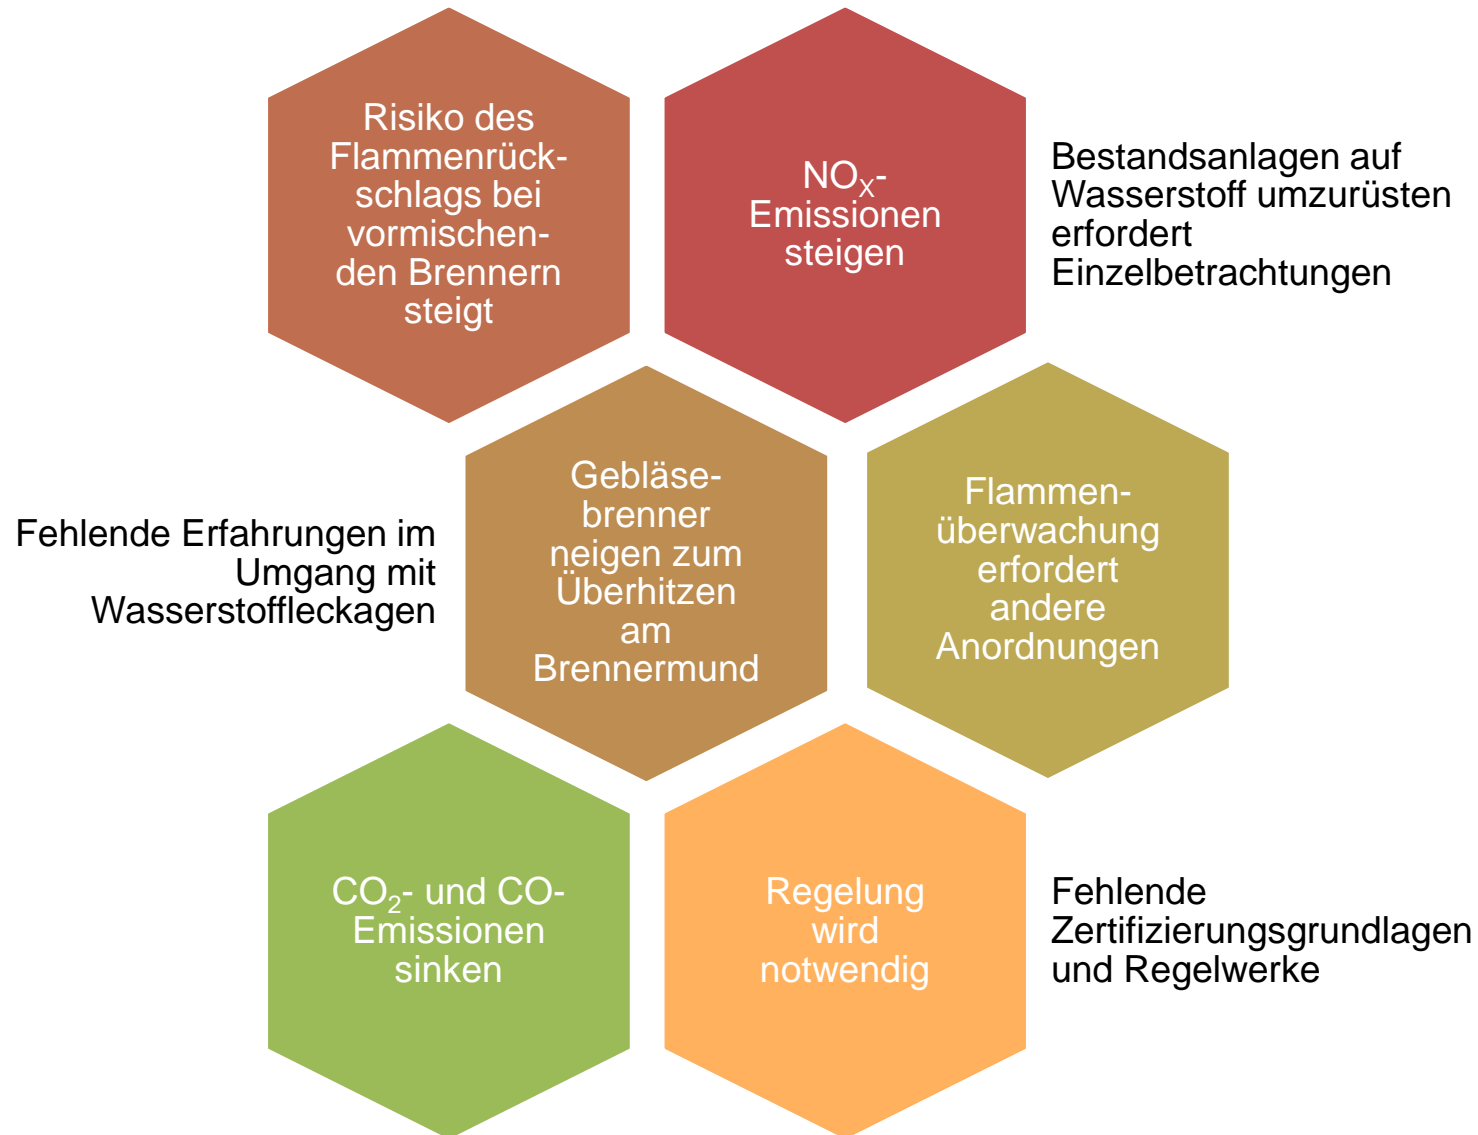 Risiko des
Flammenrück-
schlags bei
vormischen-
den Brennern
steigt
NOX-
Emissionen
steigen
Bestandsanlagen auf
Wasserstoff umzurüsten
erfordert
Einzelbetrachtungen
Fehlende Erfahrungen im
Umgang mit
Wasserstoffleckagen
Gebläse-
brenner
neigen zum
Überhitzen
am
Brennermund
Flammen-
überwachung
erfordert
andere
Anordnungen
CO2- und CO-
Emissionen
sinken
Regelung
wird
notwendig
Fehlende
Zertifizierungsgrundlagen
und Regelwerke